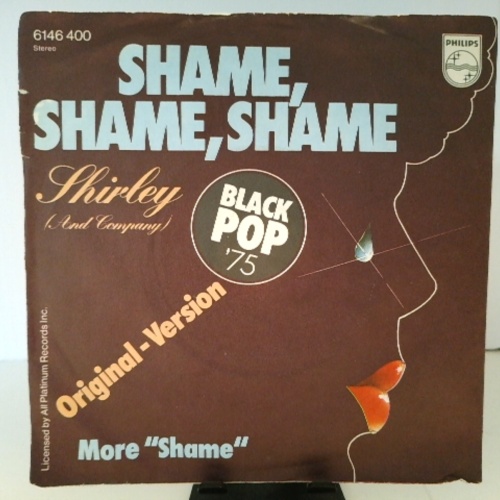 6146 400
Stereo
PHILIPS
SHAME,
SHAME, SHAME
Shirley
(And Company)
BLACK
POP
'75
Original-Version
Licensed by All Platinum Records Inc.
More "Shame"